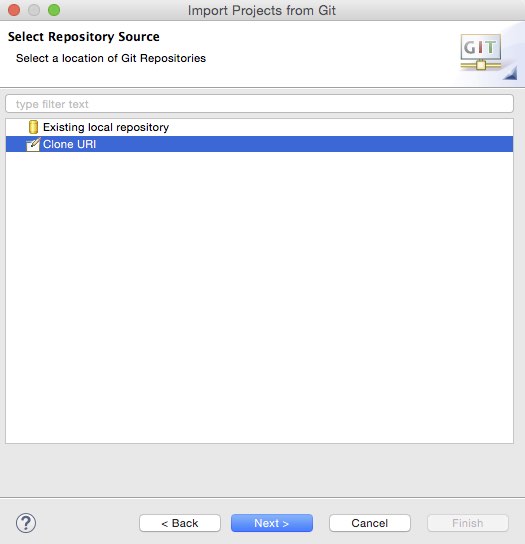 Import Projects from Git
Select Repository Source
Select a location of Git Repositories
GIT
type filter text
Existing local repository
Clone URI
?
< Back
Next >
Cancel
Finish